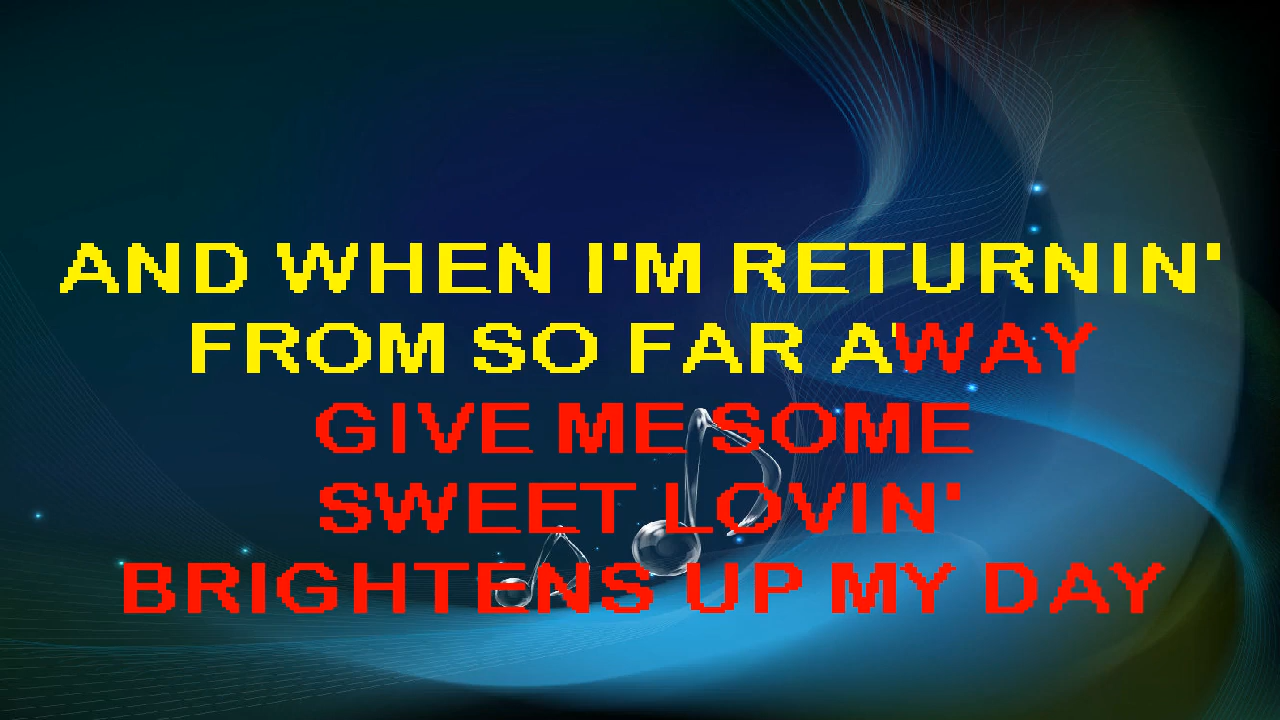 AND WHEN I'M RETURNIN'
FROM SO FAR AWAY
GIVE ME SOME
SWEET LOVIN'
BRIGHTENS UP MY DAY